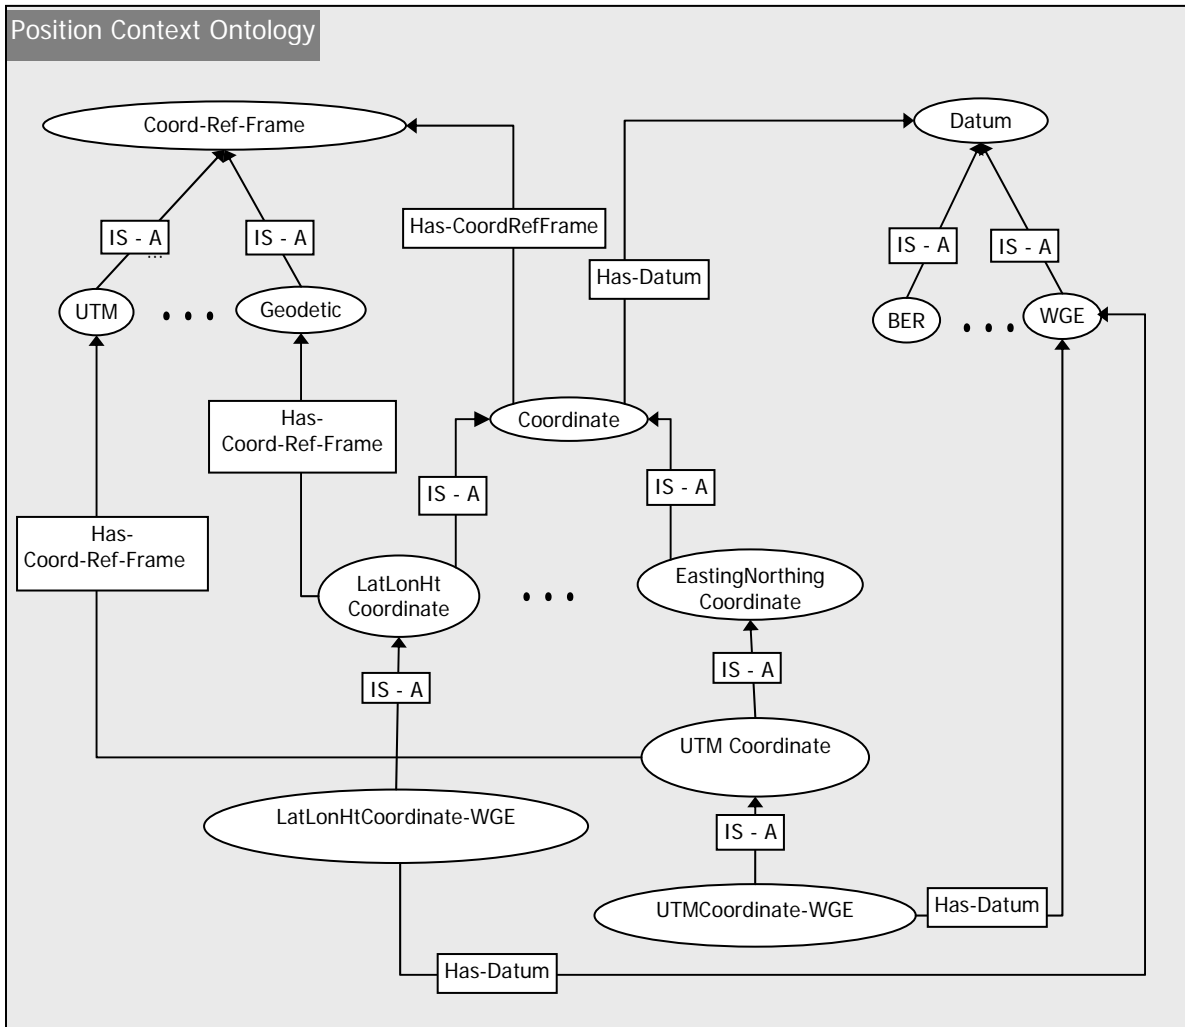 Position Context Ontology
Coord-Ref-Frame
Datum
Has-CoordRefFrame
IS - A
...
IS - A
IS - A
IS - A
Has-Datum
UTM
• • •
Geodetic
BER
• • •
WGE
Has-
Coord-Ref-Frame
Coordinate
IS - A
IS - A
Has-
Coord-Ref-Frame
LatLonHt
Coordinate
• • •
EastingNorthing
Coordinate
IS - A
IS - A
UTM Coordinate
LatLonHtCoordinate-WGE
IS - A
UTMCoordinate-WGE
Has-Datum
Has-Datum